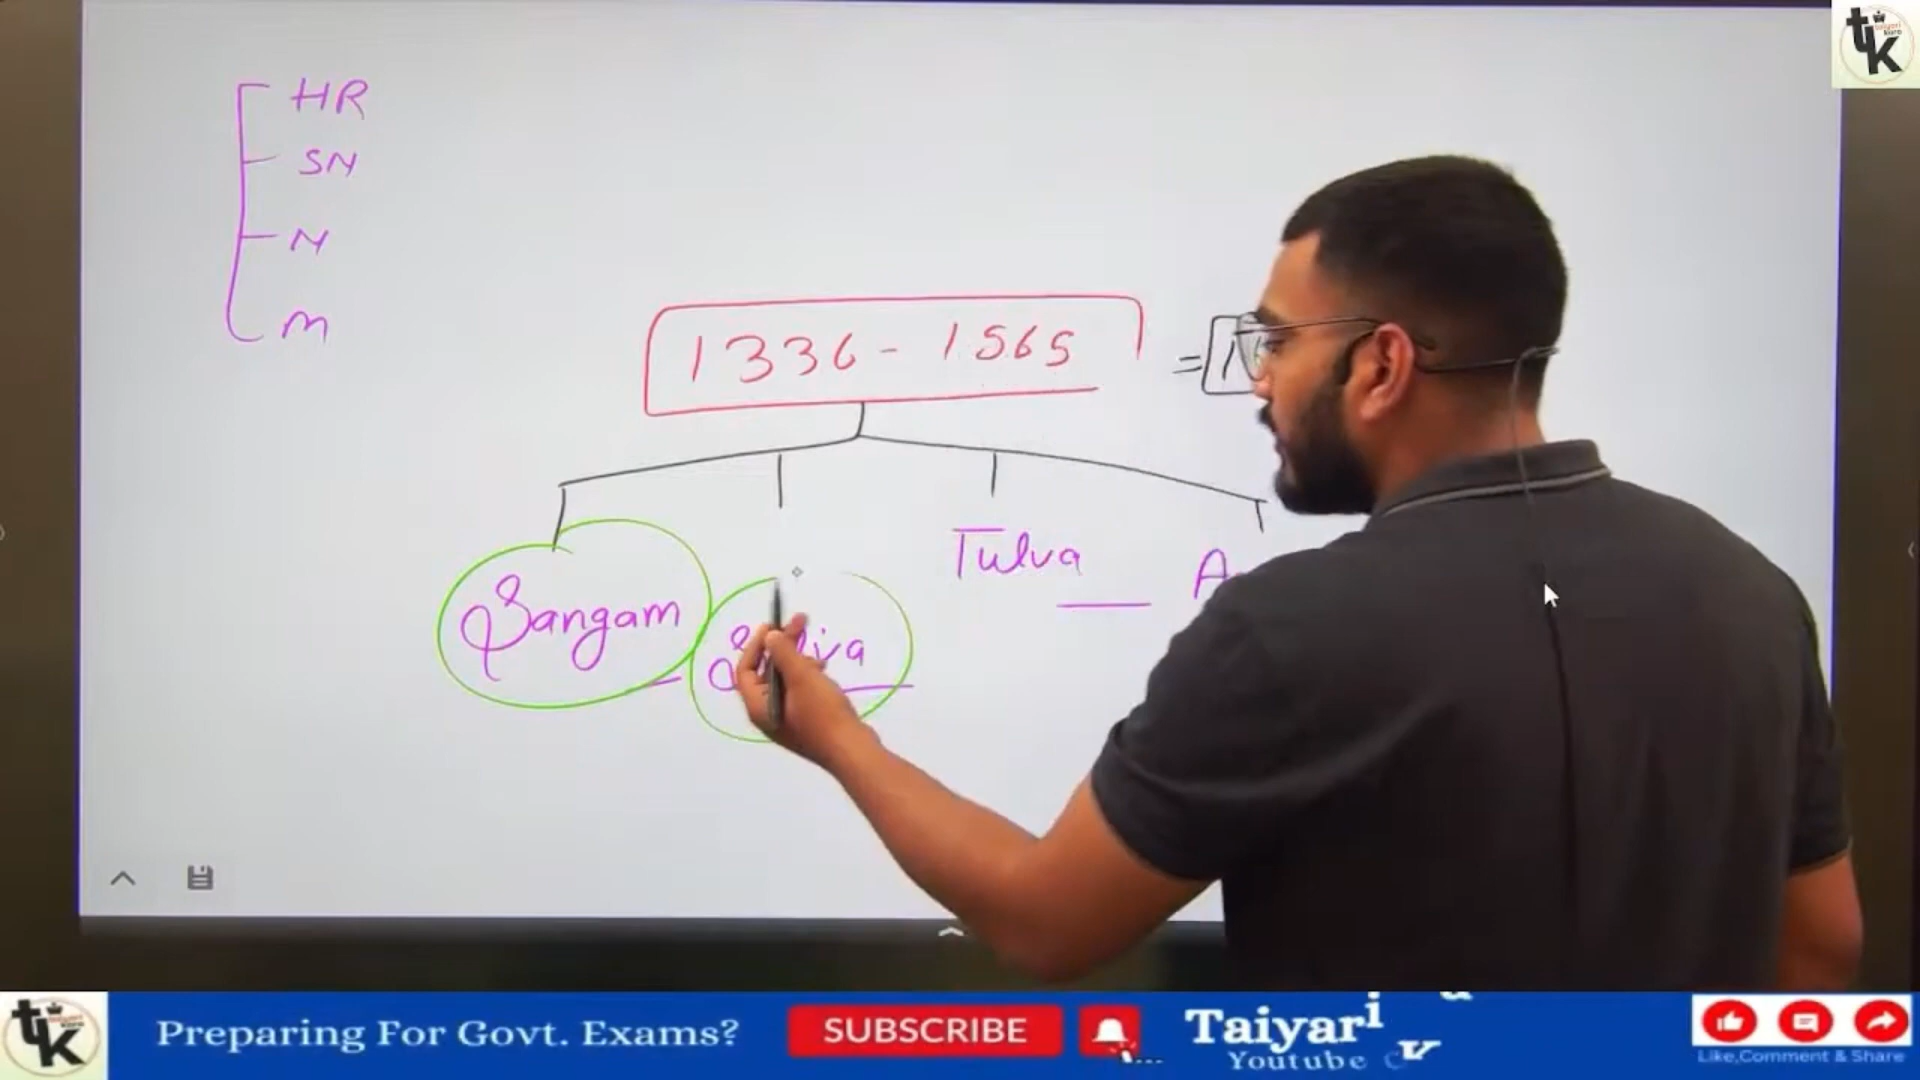 HR
SN
N
M
1336 - 1565
=
Tulva
Sangam
Preparing For Govt. Exams?
SUBSCRIBE
Taiyari
Youtube
Like,Comment & Share